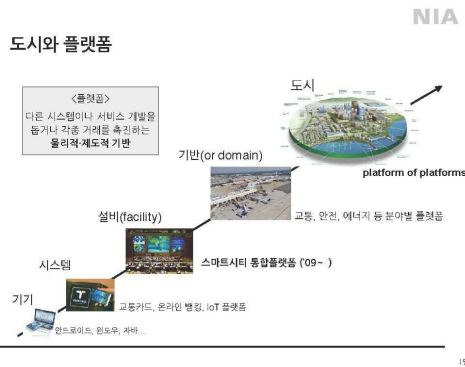 NIA
도시와 플랫폼
<플랫폼>
다른 시스템이나 서비스 개발을
돕거나 각종 거래를 촉진하는
물리적·제도적 기반
도시
platform of platforms
기반(or domain)
교통, 안전, 에너지 등 분야별 플랫폼
설비(facility)
스마트시티 통합플랫폼 ('09~ )
시스템
교통카드, 온라인 뱅킹, IoT 플랫폼
기기
안드로이드, 윈도우, 자바...